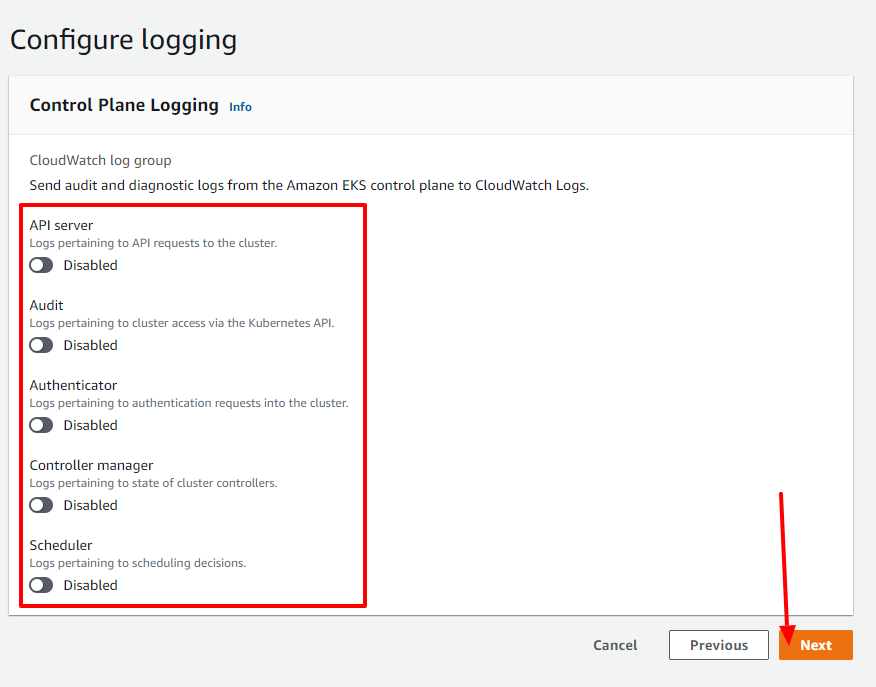 Configure logging
Control Plane Logging Info
CloudWatch log group
Send audit and diagnostic logs from the Amazon EKS control plane to CloudWatch Logs.
API server
Logs pertaining to API requests to the cluster.
Disabled
Audit
Logs pertaining to cluster access via the Kubernetes API.
Disabled
Authenticator
Logs pertaining to authentication requests into the cluster.
Disabled
Controller manager
Logs pertaining to state of cluster controllers.
Disabled
Scheduler
Logs pertaining to scheduling decisions.
Disabled
Cancel Previous Next